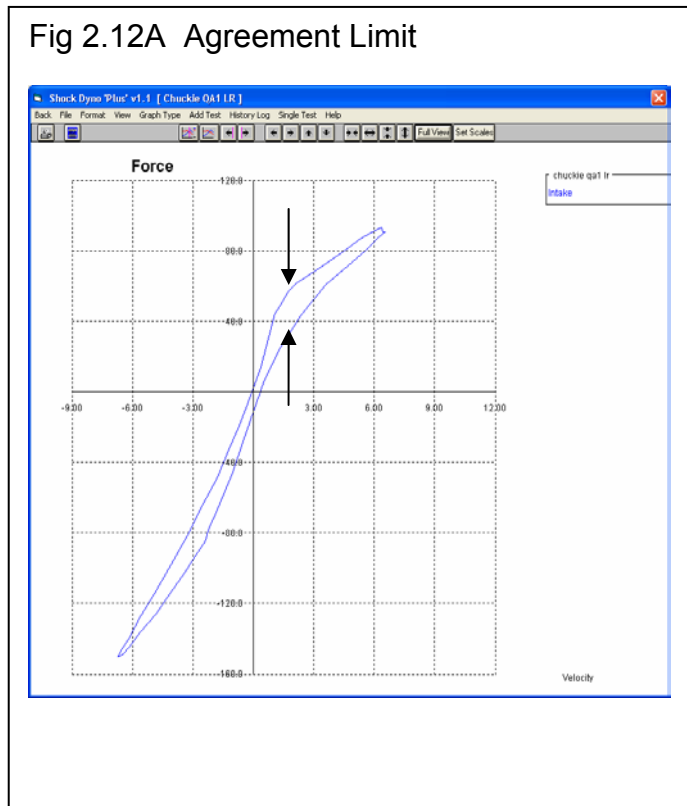 Fig 2.12A Agreement Limit
Shock Dyno 'Plus' v1.1 [ Chuckie QA1 LR ]
Back File Format View Graph Type Add Test History Log Single Test Help
Full View Set Scales
Force
chuckie qa1 lr
Intake
120.0
80.0
40.0
-9.00 -6.00 -3.00 3.00 6.00 9.00 12.00
-40.0
-80.0
-120.0
-160.0
Velocity